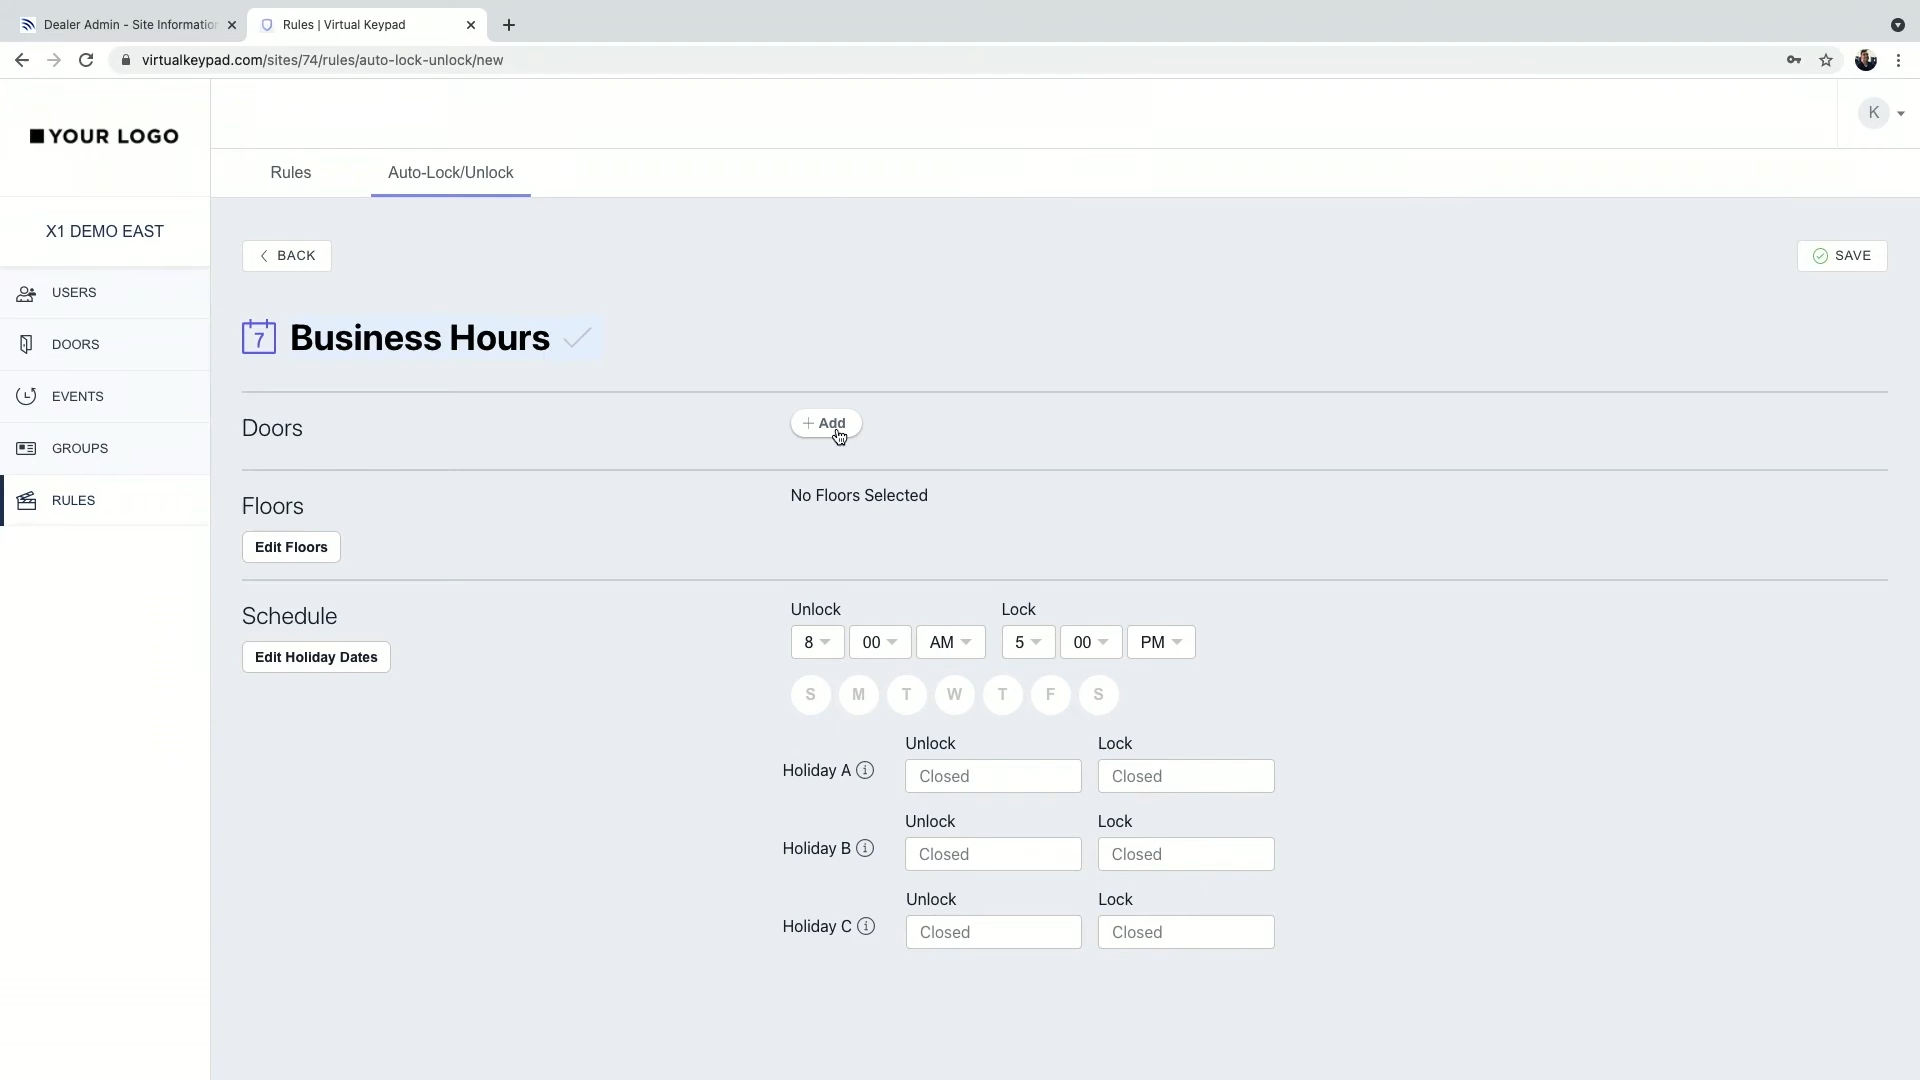 Dealer Admin - Site Information
Rules | Virtual Keypad
virtualkeypad.com/sites/74/rules/auto-lock-unlock/new
YOUR LOGO
K
Rules
Auto-Lock/Unlock
X1 DEMO EAST
BACK
SAVE
USERS
7
Business Hours
DOORS
EVENTS
Doors
+ Add
GROUPS
RULES
Floors
No Floors Selected
Edit Floors
Schedule
Unlock
Lock
8
00
AM
5
00
PM
Edit Holiday Dates
S
M
T
W
T
F
S
Unlock
Lock
Holiday A
Closed
Closed
Unlock
Lock
Holiday B
Closed
Closed
Unlock
Lock
Holiday C
Closed
Closed